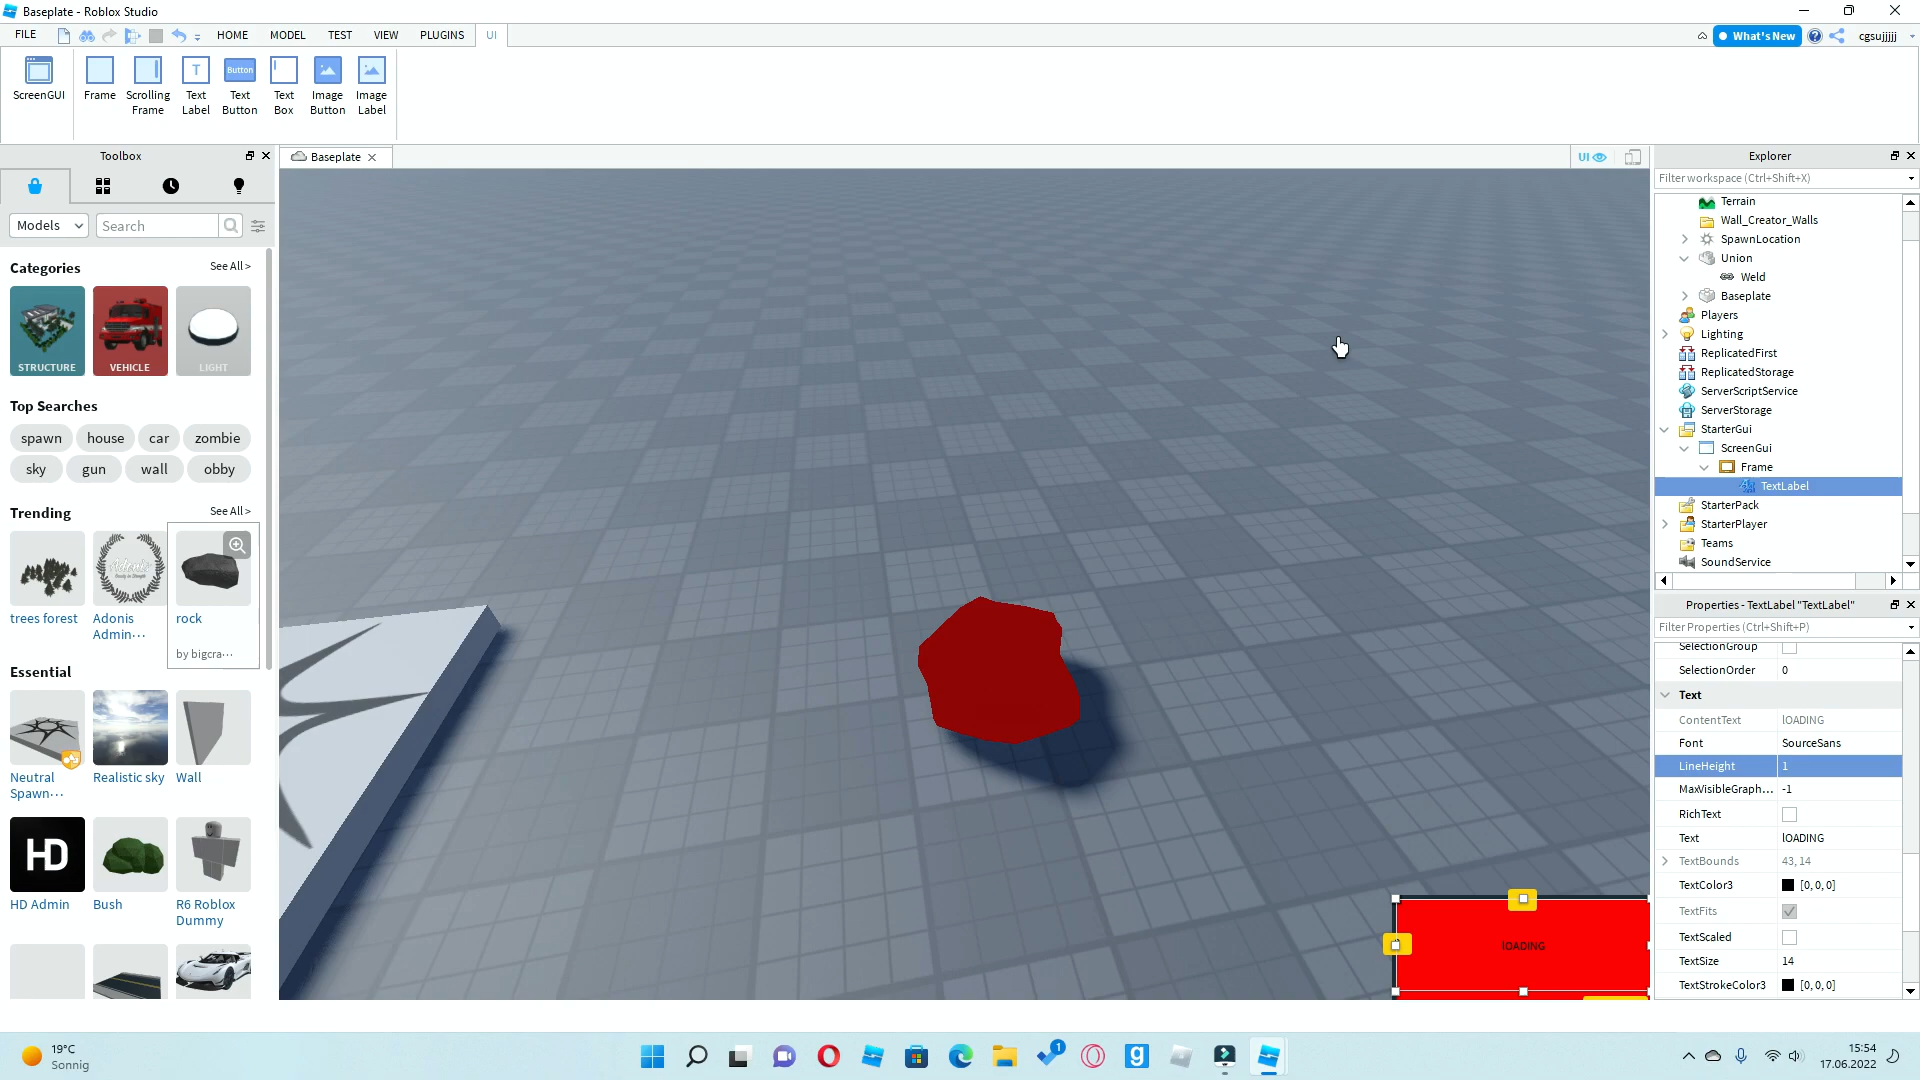 Baseplate - Roblox Studio
FILE HOME MODEL TEST VIEW PLUGINS UI
What's New
cgsujjjjj
ScreenGUI
Frame
Scrolling Frame
Text Label
Button
Text Button
Text Box
Image Button
Image Label
Toolbox
Models
Search
Categories
See All >
STRUCTURE
VEHICLE
LIGHT
Top Searches
spawn house car zombie
sky gun wall obby
Trending
See All >
trees forest
Adonis
Adonis Admin...
rock
by bigcra...
Essential
Neutral Spawn...
Realistic sky
Wall
HD
HD Admin
Bush
R6 Roblox Dummy
Baseplate
UI
lOADING
Explorer
Filter workspace (Ctrl+Shift+X)
Terrain
Wall_Creator_Walls
SpawnLocation
Union
Weld
Baseplate
Players
Lighting
ReplicatedFirst
ReplicatedStorage
ServerScriptService
ServerStorage
StarterGui
ScreenGui
Frame
TextLabel
StarterPack
StarterPlayer
Teams
SoundService
Properties - TextLabel "TextLabel"
Filter Properties (Ctrl+Shift+P)
SelectionGroup
SelectionOrder 0
Text
ContentText lOADING
Font SourceSans
LineHeight 1
MaxVisibleGraph... -1
RichText
Text lOADING
TextBounds 43, 14
TextColor3 [0, 0, 0]
TextFits
TextScaled
TextSize 14
TextStrokeColor3 [0, 0, 0]
19°C
Sonnig
1
15:54
17.06.2022